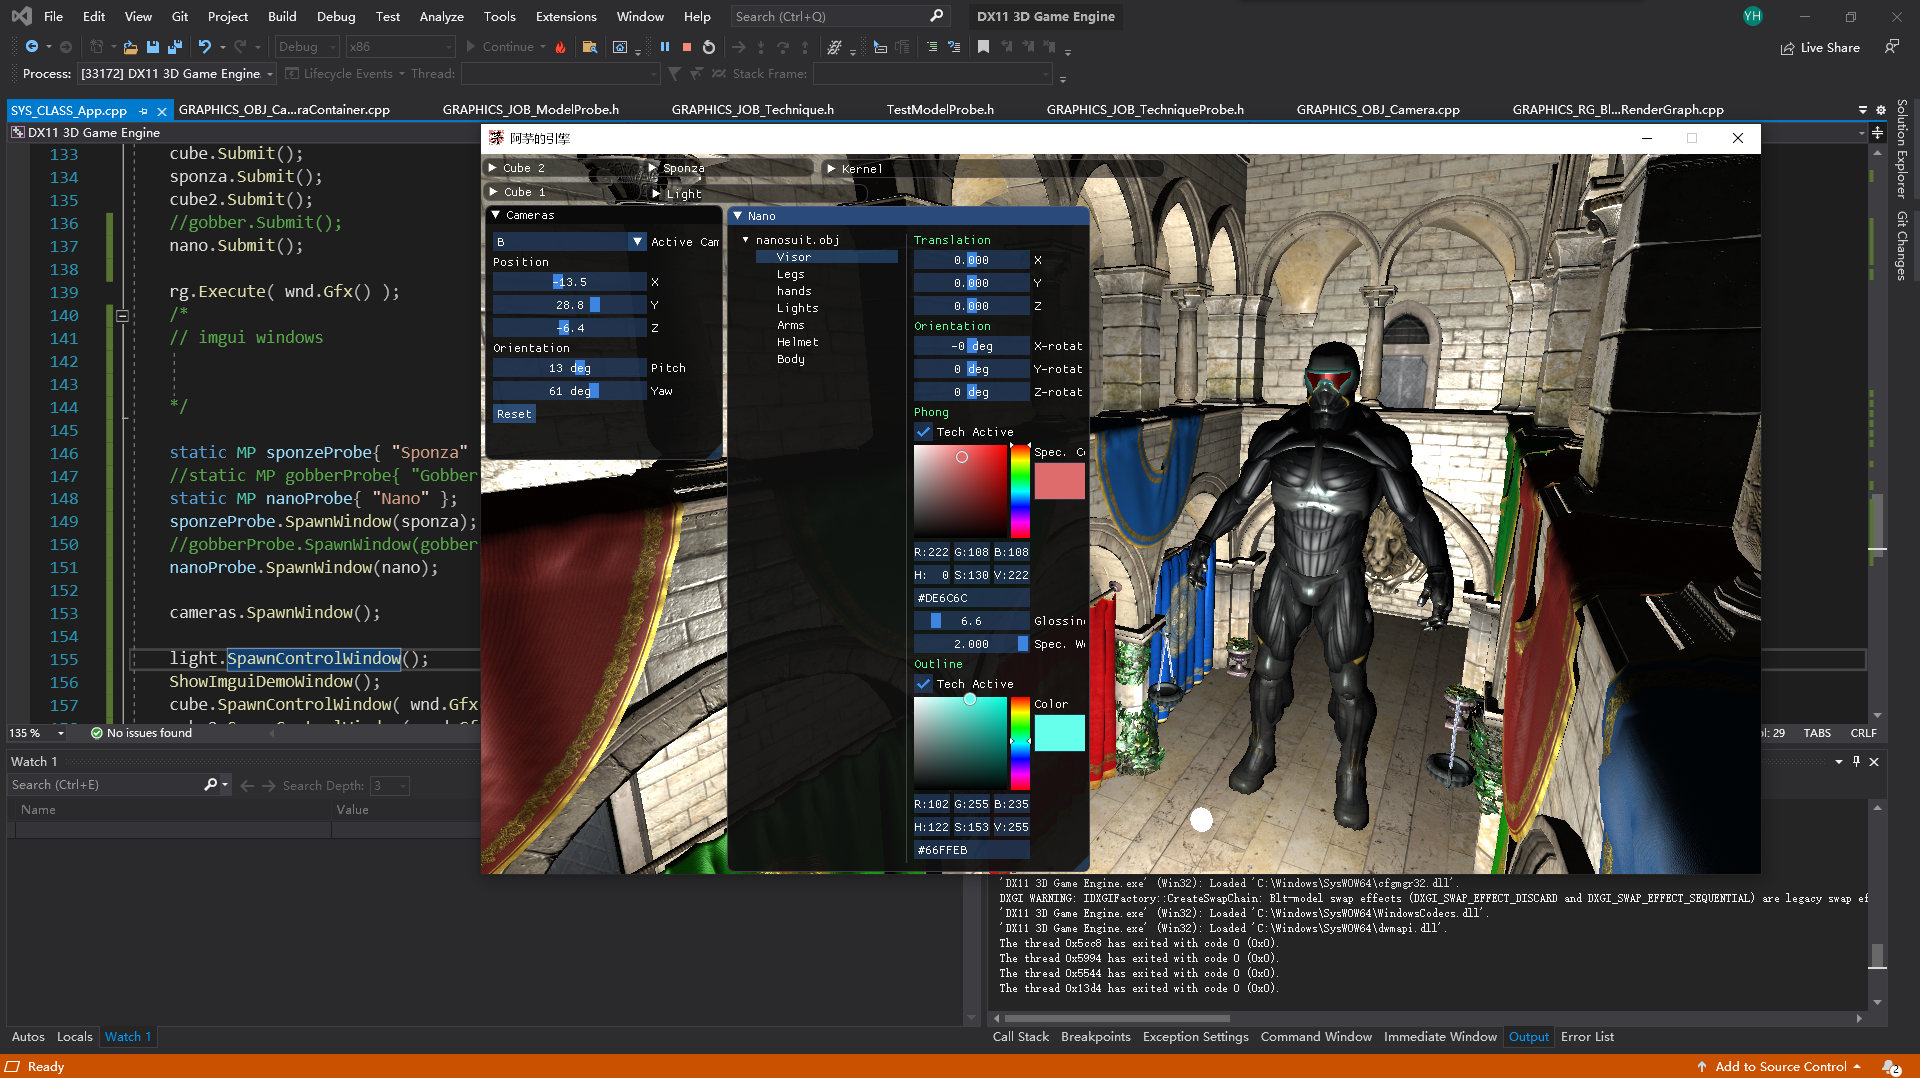 File Edit View Git Project Build Debug Test Analyze Tools Extensions Window Help Search (Ctrl+Q) DX11 3D Game Engine YH
Debug x86 Continue Live Share
Process: [33172] DX11 3D Game Engine. Lifecycle Events Thread: Stack Frame:
SYS_CLASS_App.cpp GRAPHICS_OBJ_Ca...raContainer.cpp GRAPHICS_JOB_ModelProbe.h GRAPHICS_JOB_Technique.h TestModelProbe.h GRAPHICS_JOB_TechniqueProbe.h GRAPHICS_OBJ_Camera.cpp GRAPHICS_RG_Bl...RenderGraph.cpp
DX11 3D Game Engine
133 cube.Submit();
134 sponza.Submit();
135 cube2.Submit();
136 //gobber.Submit();
137 nano.Submit();
138
139 rg.Execute( wnd.Gfx() );
140 /*
141 // imgui windows
142
143
144 */
145
146 static MP sponzeProbe{ "Sponza"
147 //static MP gobberProbe{ "Gobber
148 static MP nanoProbe{ "Nano" };
149 sponzeProbe.SpawnWindow(sponza);
150 //gobberProbe.SpawnWindow(gobber
151 nanoProbe.SpawnWindow(nano);
152
153 cameras.SpawnWindow();
154
155 light.SpawnControlWindow();
156 ShowImguiDemoWindow();
157 cube.SpawnControlWindow( wnd.Gfx
135 % No issues found
阿芋的引擎
Cube 2 Sponza Kernel
Cube 1 Light
Cameras
B Active Cam
Position
-13.5 X
28.8 Y
-6.4 Z
Orientation
13 deg Pitch
61 deg Yaw
Reset
Nano
nanosuit.obj
Visor
Legs
hands
Lights
Arms
Helmet
Body
Translation
0.000 X
0.000 Y
0.000 Z
Orientation
-0 deg X-rotat
0 deg Y-rotat
0 deg Z-rotat
Phong
Tech Active
Spec. Co
R:222 G:108 B:108
H: 0 S:130 V:222
#DE6C6C
6.6 Glossin
2.000 Spec. We
Outline
Tech Active
Color
R:102 G:255 B:235
H:122 S:153 V:255
#66FFEB
Solution Explorer
Git Changes
ol: 29 TABS CRLF
Watch 1
Search (Ctrl+E) Search Depth: 3
Name Value
Autos Locals Watch 1
'DX11 3D Game Engine.exe' (Win32): Loaded 'C:\Windows\SysWOW64\cfgmgr32.dll'.
DXGI WARNING: IDXGIFactory::CreateSwapChain: Blt-model swap effects (DXGI_SWAP_EFFECT_DISCARD and DXGI_SWAP_EFFECT_SEQUENTIAL) are legacy swap ef
'DX11 3D Game Engine.exe' (Win32): Loaded 'C:\Windows\SysWOW64\WindowsCodecs.dll'.
'DX11 3D Game Engine.exe' (Win32): Loaded 'C:\Windows\SysWOW64\dwmapi.dll'.
The thread 0x5cc8 has exited with code 0 (0x0).
The thread 0x5994 has exited with code 0 (0x0).
The thread 0x5544 has exited with code 0 (0x0).
The thread 0x13d4 has exited with code 0 (0x0).
Call Stack Breakpoints Exception Settings Command Window Immediate Window Output Error List
Ready Add to Source Control 2